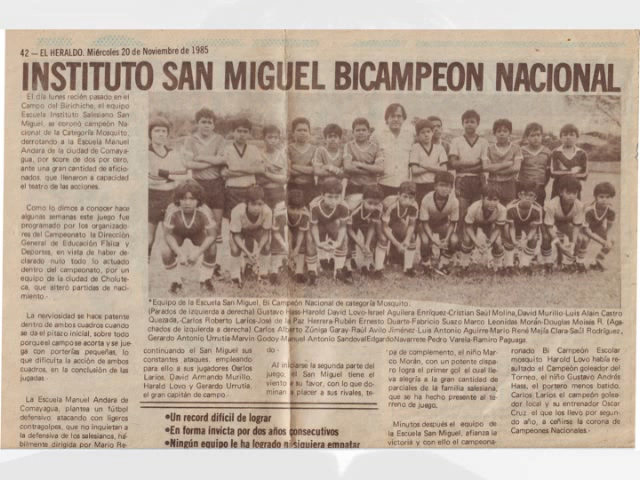 42 — EL HERALDO. Miércoles 20 de Noviembre de 1985
INSTITUTO SAN MIGUEL BICAMPEON NACIONAL
El día lunes recién pasado en el
Campo del Birichiche, el equipo
Escuela Instituto Salesiano San
Miguel, se coronó campeón Na-
cional de la Categoría Mosquito,
derrotando a la Escuela Manuel
Andara de la ciudad de Comaya-
gua, por score de dos por cero,
ante una gran cantidad de aficio-
nados, que llenaron a capacidad
el teatro de las acciones.
Como lo dimos a conocer hace
algunas semanas este juego fue
programado por los organizado-
res del Campeonato, la Dirección
General de Educación Física y
Deportes, en vista de haber de-
clarado nulo todo lo actuado
dentro del campeonato, por un
equipo de la ciudad de Cholute-
ca, que alteró partidas de naci-
miento.
La nerviosidad se hace patente
dentro de ambos cuadros cuando
se da el pitazo inicial, sobre todo
porque el campo se acorta y se jue-
ga con porterías pequeñas, lo
que dificulta la acción de ambos
cuadros, en la conclusión de las
jugadas.
La Escuela Manuel Andara de
Comayagua, plantea un fútbol
defensivo atacando con ligeros
contragolpes, que no inquietan a
la defensiva de los salesianos, há-
bilmente dirigida por Mario Re-
*Equipo de la Escuela San Miguel, Bi Campeón Nacional de categoría Mosquito.
(Parados de izquierda a derecha) Gustavo Hass-Harold David Lovo-Israel Aguilera Enríquez-Cristian Saúl Molina, David Murillo-Luis Alain Castro
Quezada, Carlos Roberto Larios-José de la Paz Herrera-Rubén Ernesto Duarte-Fabricio Suazo Marco Leonidas Morán-Douglas Moisés R. (Aga-
chados de izquierda a derecha) Carlos Alberto Zúniga Garay Raúl Avito Jiménez Luis Antonio Aguirre-Mario René Mejía Clara-Saúl Rodríguez,
Gerardo Antonio Urrutia-Marvin Godoy Manuel Antonio Sandoval Edgardo Navarrete-Pedro Varela-Ramiro Paguaga.
continuando el San Miguel sus
constantes ataques, empleando
para ello a sus jugadores Carlos
Larios, David Armando Murillo,
Harold Lovo y Gerardo Urrutia,
el gran capitán de campo.
do
Al iniciarse la segunda parte del
juego, el San Miguel tiene el
viento a su favor, con lo que do-
minan a placer a sus rivales, te-
•Un record difícil de lograr
•En forma invicta por dos años consecutivos
•Ningún equipo le ha logrado ni siquiera empatar
pa de complemento, el niño Mar-
co Morán, con un potente dispa-
ro logra el primer gol el cual lle-
va alegría a la gran cantidad de
parciales de la familia salesiana,
que se ha hecho presente al te-
rreno de juego.
Minutos después el equipo de
la Escuela San Miguel, afianza la
victoria y con ello el campeona-
ronado Bi Campeón Escolar
mosquito Harold Lovo había re-
sultado el Campeón goleador del
Torneo, el niño Gustavo Andrés
Hass, el portero menos batido,
Carlos Larios el campeón golea-
dor local y su entrenador Oscar
Cruz, el que los llevó por segun-
do año, a ceñirse la corona de
Campeones Nacionales.